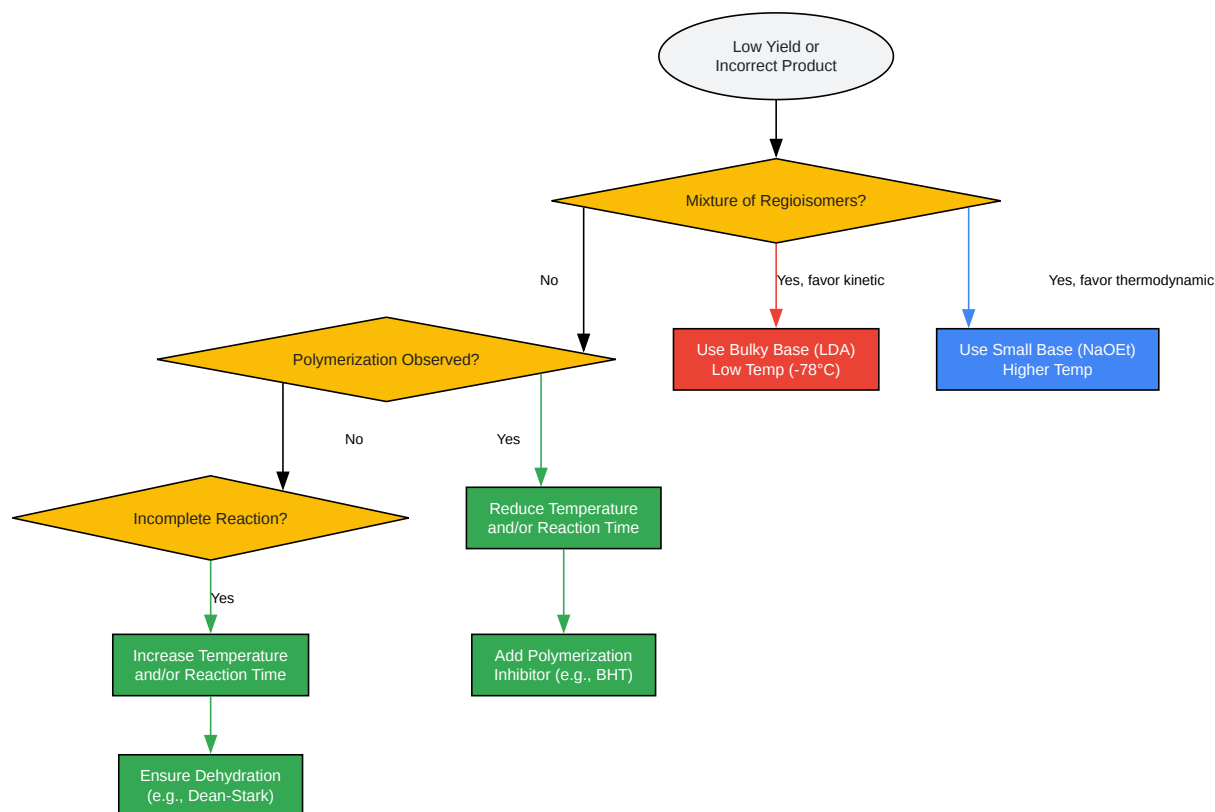 Low Yield or
Incorrect Product
Mixture of Regioisomers?
No
Yes, favor kinetic
Yes, favor thermodynamic
Polymerization Observed?
Use Bulky Base (LDA)
Low Temp (-78°C)
Use Small Base (NaOEt)
Higher Temp
No
Yes
Incomplete Reaction?
Reduce Temperature
and/or Reaction Time
Yes
Increase Temperature
and/or Reaction Time
Add Polymerization
Inhibitor (e.g., BHT)
Ensure Dehydration
(e.g., Dean-Stark)